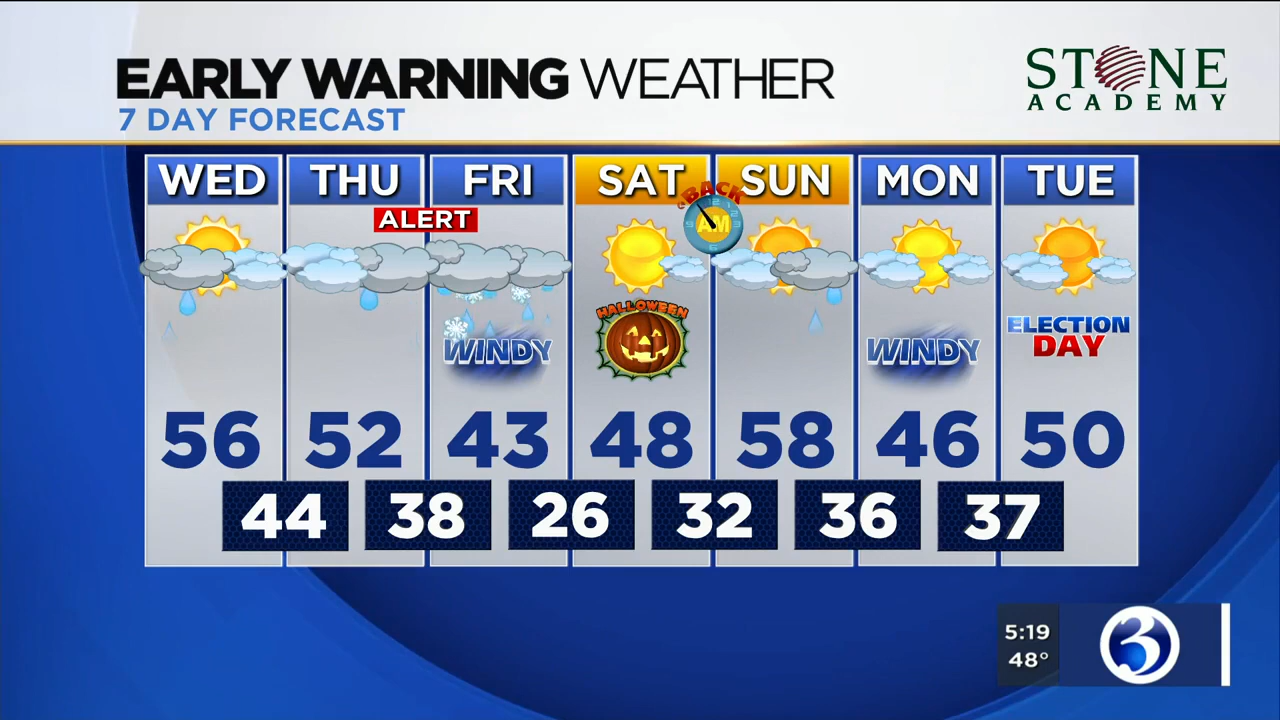 EARLY WARNING WEATHER
7 DAY FORECAST
STONE
ACADEMY
WED THU FRI SAT SUN MON TUE
BACK
AM
ALERT
HALLOWEEN
WINDY WINDY
ELECTION
DAY
56 52 43 48 58 46 50
44 38 26 32 36 37
5:19
48°
3